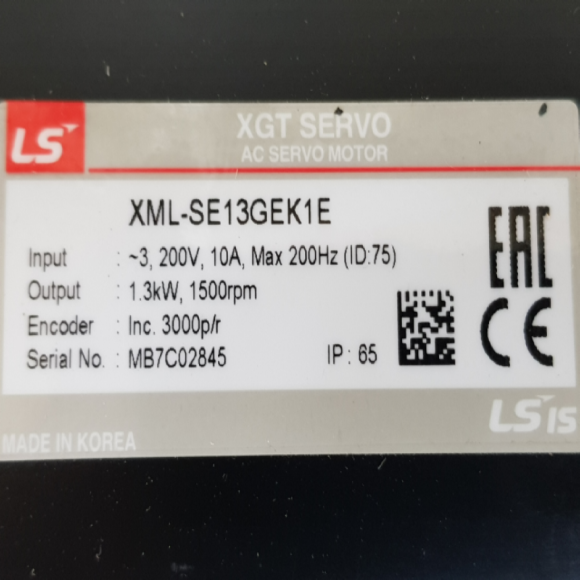 LS
XGT SERVO
AC SERVO MOTOR
XML-SE13GEK1E
Input : ~3, 200V, 10A, Max 200Hz (ID:75)
Output : 1.3kW, 1500rpm
Encoder : Inc. 3000p/r
Serial No. : MB7C02845 IP : 65
EAC
CE
LS IS
MADE IN KOREA